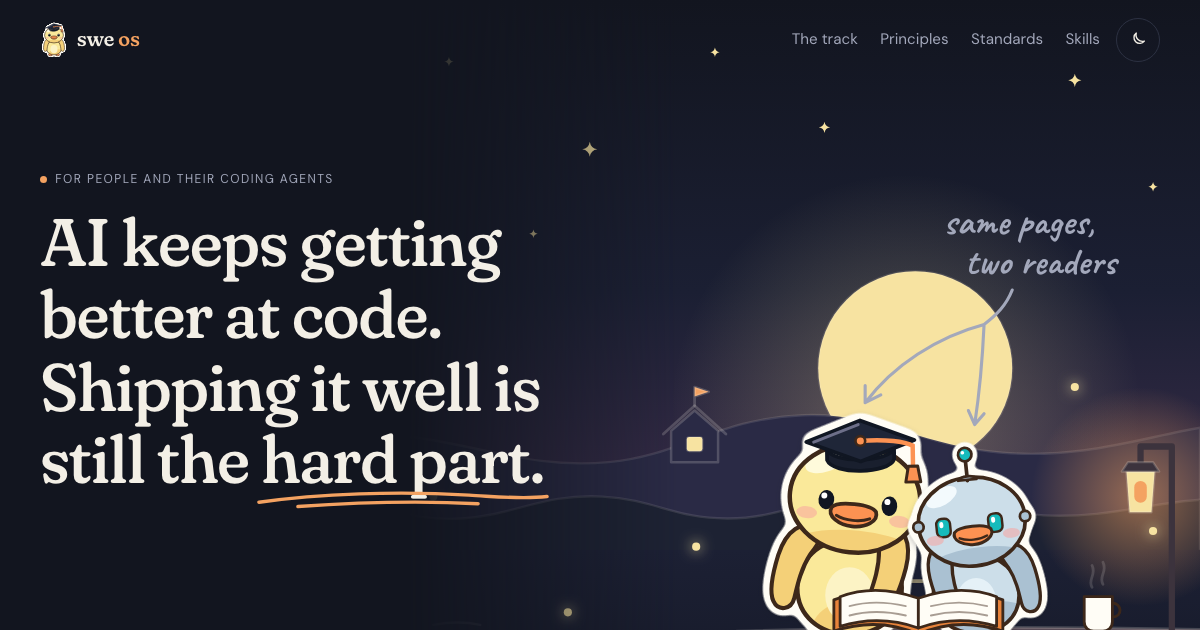 swe os
The track
Principles
Standards
Skills
FOR PEOPLE AND THEIR CODING AGENTS
AI keeps getting
better at code.
Shipping it well is
still the hard part.
same pages,
two readers